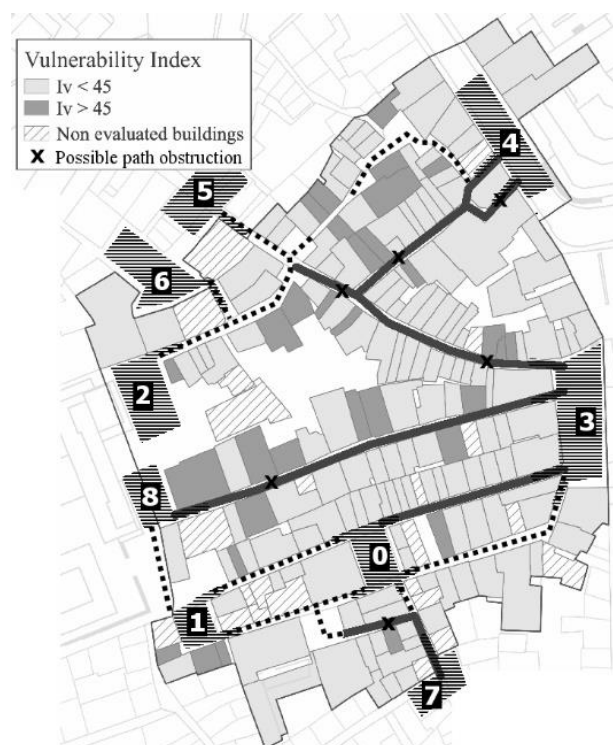 Vulnerability Index
Iv < 45
Iv > 45
Non evaluated buildings
X Possible path obstruction
4
X
5
X
6
X
X
2
3
8
X
0
1
X
7